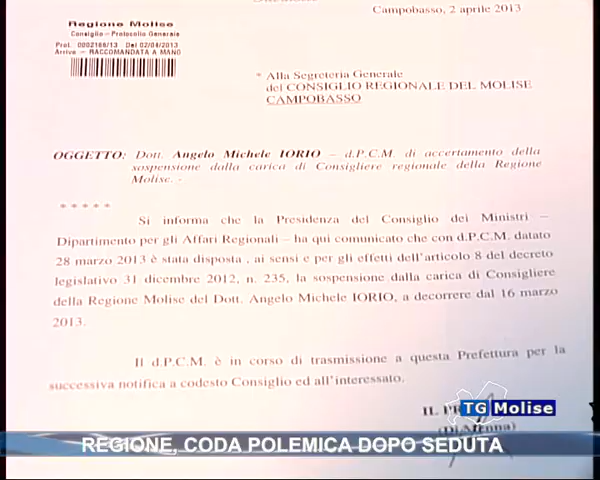 Campobasso, 2 aprile 2013
Regione Molise
Consiglio - Protocollo Generale
Prot. 0002166/13 Del 02/04/2013
Arrivo - RACCOMANDATA A MANO
* Alla Segreteria Generale
del CONSIGLIO REGIONALE DEL MOLISE
CAMPOBASSO
OGGETTO: Dott. Angelo Michele IORIO – d.P.C.M. di accertamento della
sospensione dalla carica di Consigliere regionale della Regione
Molise. -
* * * * *
Si informa che la Presidenza del Consiglio dei Ministri –
Dipartimento per gli Affari Regionali – ha qui comunicato che con d.P.C.M. datato
28 marzo 2013 è stata disposta , ai sensi e per gli effetti dell'articolo 8 del decreto
legislativo 31 dicembre 2012, n. 235, la sospensione dalla carica di Consigliere
della Regione Molise del Dott. Angelo Michele IORIO, a decorrere dal 16 marzo
2013.
Il d.P.C.M. è in corso di trasmissione a questa Prefettura per la
successiva notifica a codesto Consiglio ed all'interessato.
IL
TG Molise
REGIONE, CODA POLEMICA DOPO SEDUTA